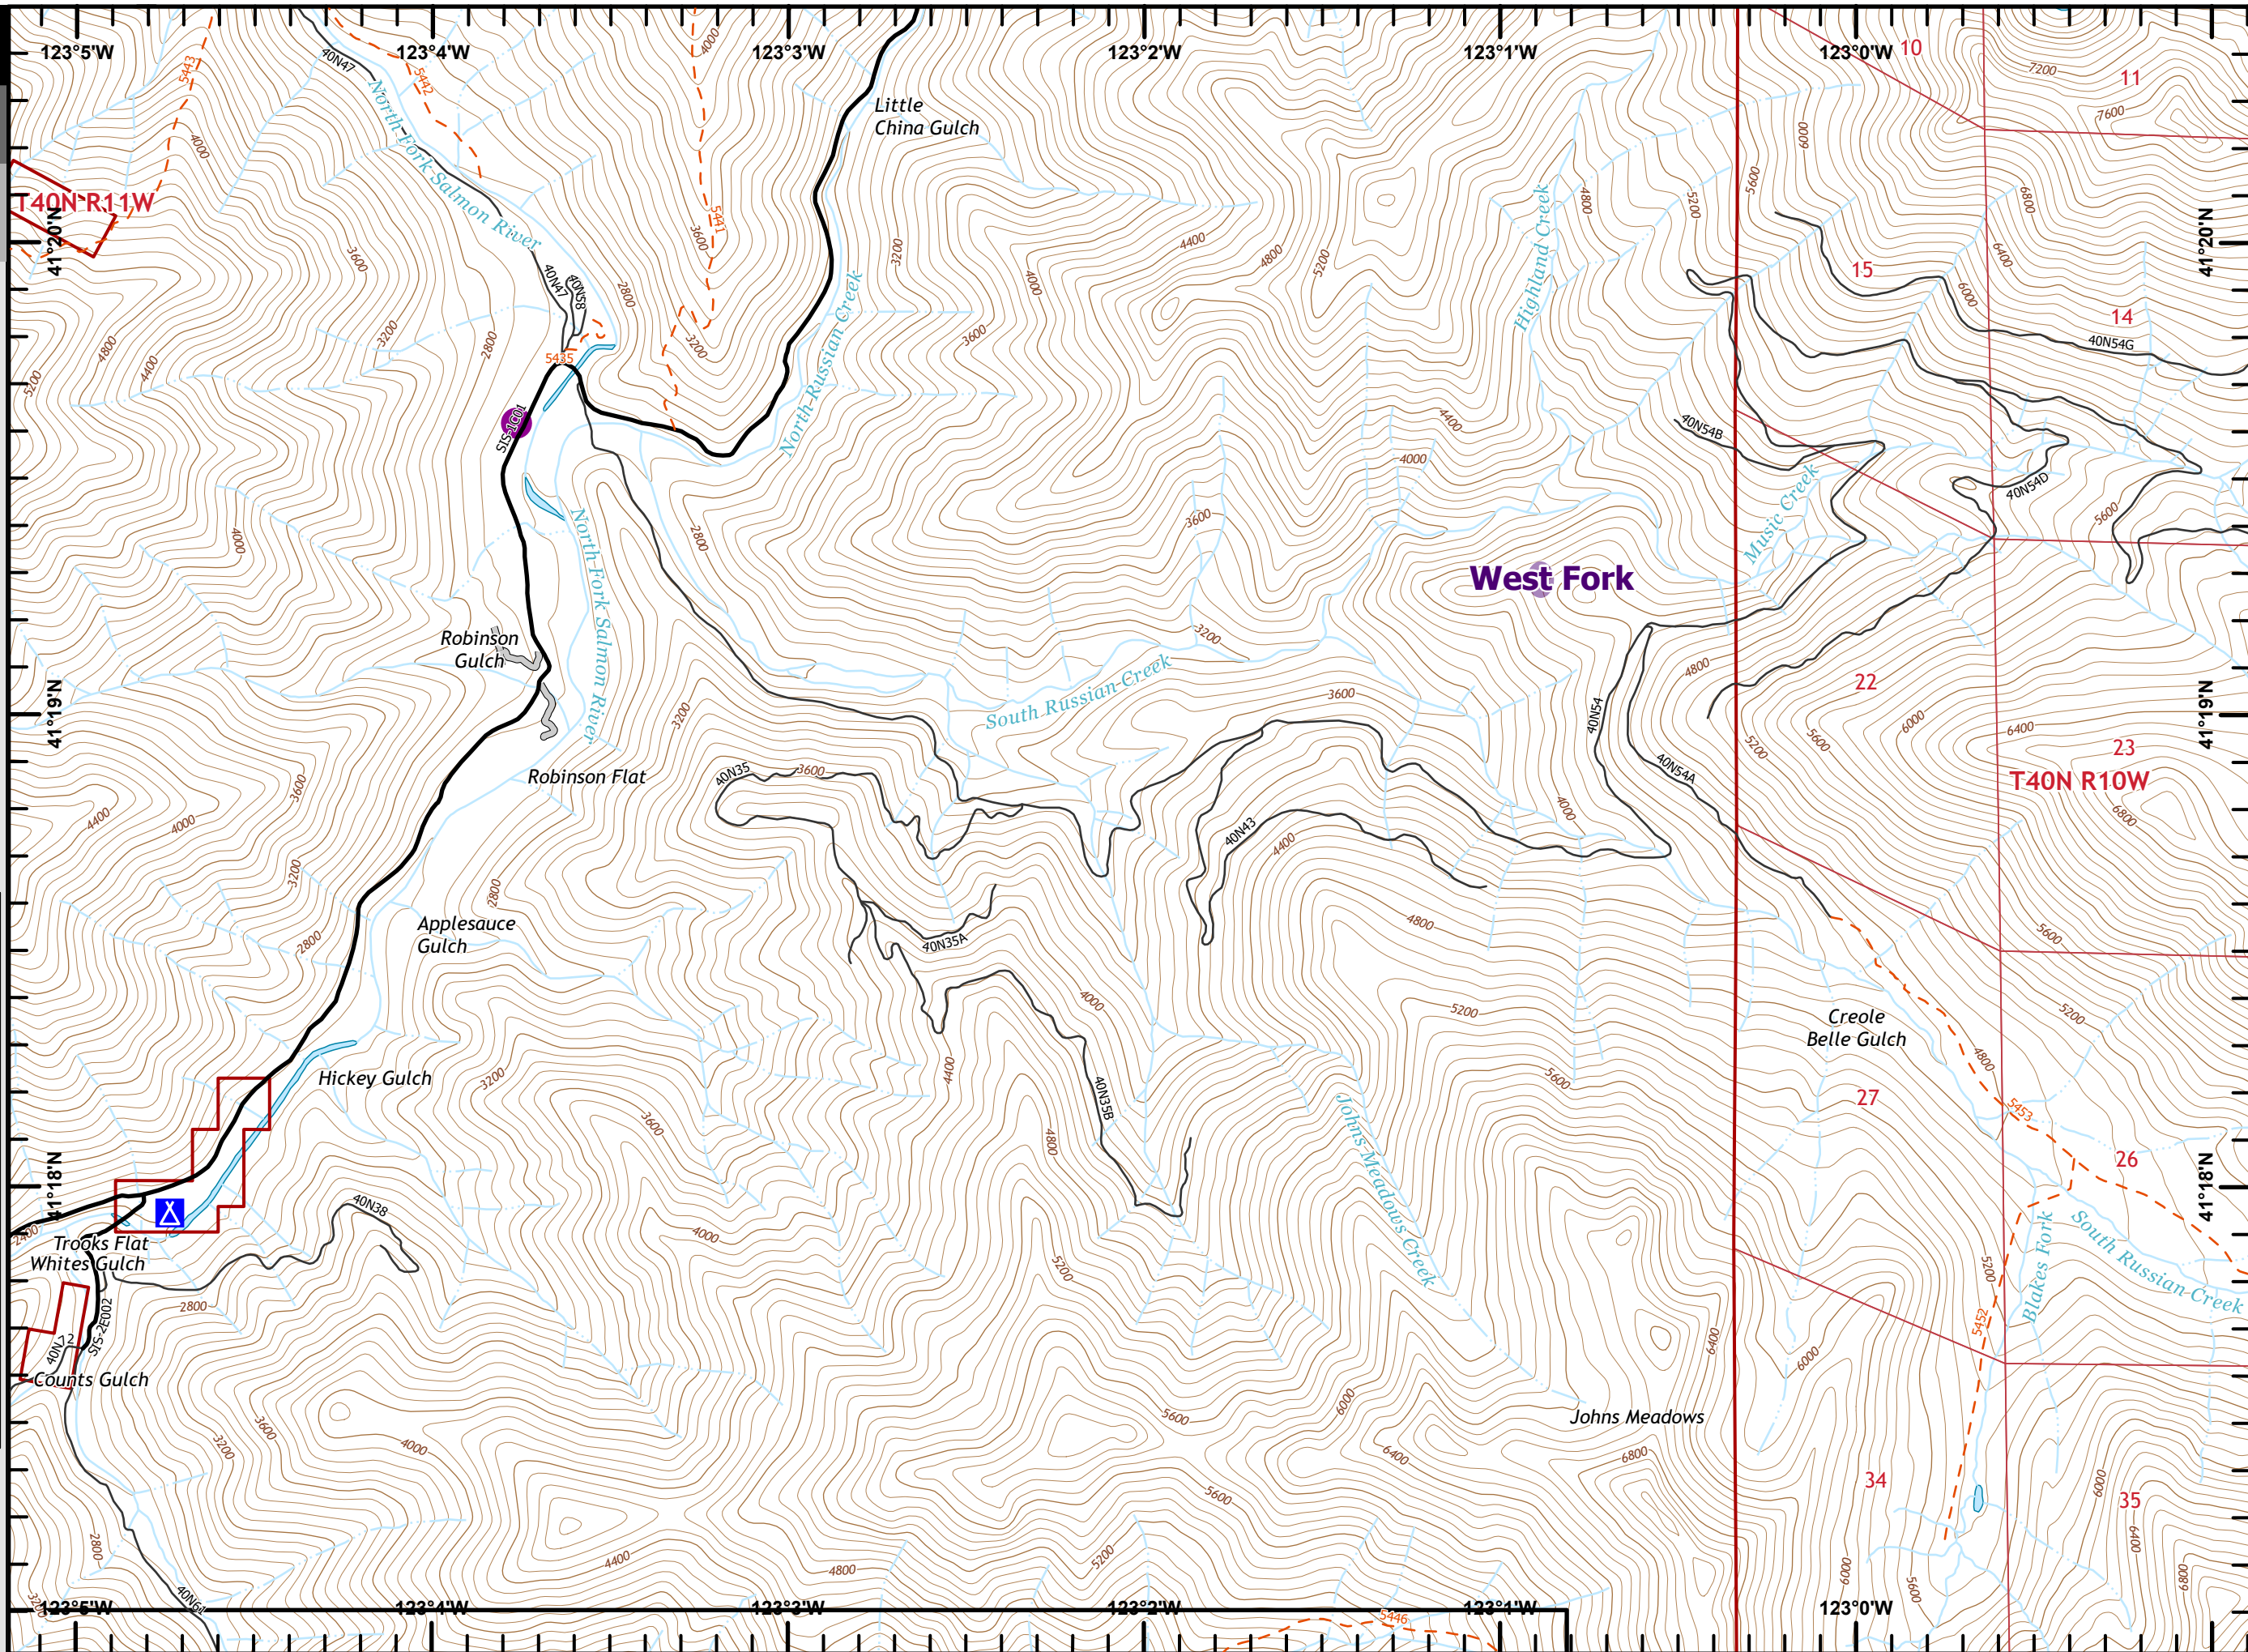 123°5'W
123°4'W
123°3'W
123°2'W
123°1'W
123°0'W
10
11
7200
7600
40N47
5443
5442
4000
Little
China Gulch
North Fork Salmon River
4000
6000
5600
5200
4800
6800
T40N R11W
41°20'N
41°20'N
3600
5441
3600
3200
4400
4800
5200
4000
Highland Creek
6400
15
6000
14
40N54G
40N47
40N58
2800
3200
2800
4800
4400
5200
5435
3200
3600
North Russian Creek
SIS-1C01
4400
4000
40N54B
40N54D
5600
Music Creek
4000
2800
3600
North Fork Salmon River
West Fork
Robinson
Gulch
3200
South Russian Creek
4800
22
3600
3200
40N54
41°19'N
41°19'N
6000
6400
5600
5200
23
T40N R10W
6800
Robinson Flat
40N35
3600
40N54A
3600
4400
4000
4000
40N43
4400
3200
2800
Applesauce
Gulch
4800
40N35A
2800
5600
4000
5200
Creole
Belle Gulch
5200
4800
Hickey Gulch
3200
4400
3600
40N35B
5600
27
5453
Johns Meadows Creek
4800
26
41°18'N
41°18'N
40N38
2400
Trooks Flat
Whites Gulch
4000
5200
5200
Blakes Fork
South Russian Creek
2800
SIS-2E002
40N72
5452
6400
6000
Counts Gulch
6000
5600
Johns Meadows
3600
3200
4000
6400
6800
34
35
5600
6000
6400
2800
4400
4800
5200
6000
5600
6800
3200
40N61
123°5'W
123°4'W
123°3'W
123°2'W
123°1'W
123°0'W
5446